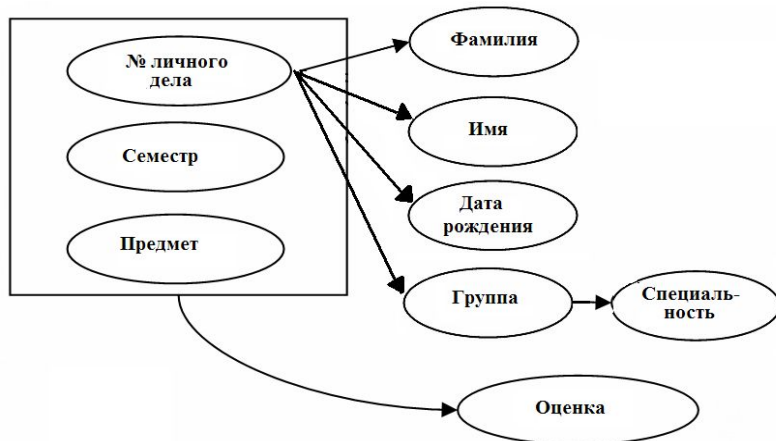 № личного
дела
Семестр
Предмет
Фамилия
Имя
Дата
рождения
Группа
Специаль-
ность
Оценка